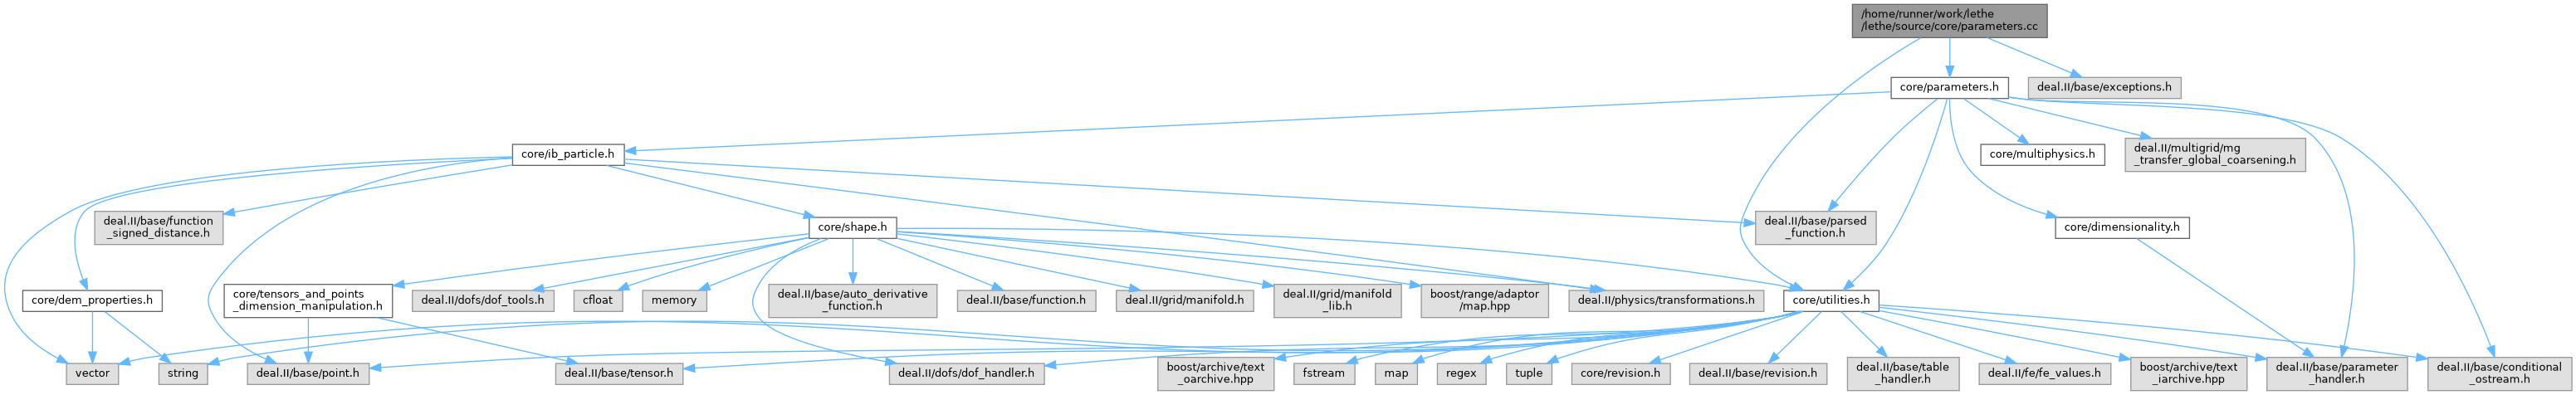 /home/runner/work/lethe
/lethe/source/core/parameters.cc
core/parameters.h
deal.II/base/exceptions.h
core/ib_particle.h
core/multiphysics.h
deal.II/multigrid/mg
_transfer_global_coarsening.h
deal.II/base/function
_signed_distance.h
core/shape.h
deal.II/base/parsed
_function.h
core/dimensionality.h
core/dem_properties.h
core/tensors_and_points
_dimension_manipulation.h
deal.II/dofs/dof_tools.h
cfloat
memory
deal.II/base/auto_derivative
_function.h
deal.II/base/function.h
deal.II/grid/manifold.h
deal.II/grid/manifold
_lib.h
boost/range/adaptor
/map.hpp
deal.II/physics/transformations.h
core/utilities.h
vector
string
deal.II/base/point.h
deal.II/base/tensor.h
deal.II/dofs/dof_handler.h
boost/archive/text
_oarchive.hpp
fstream
map
regex
tuple
core/revision.h
deal.II/base/revision.h
deal.II/base/table
_handler.h
deal.II/fe/fe_values.h
boost/archive/text
_iarchive.hpp
deal.II/base/parameter
_handler.h
deal.II/base/conditional
_ostream.h